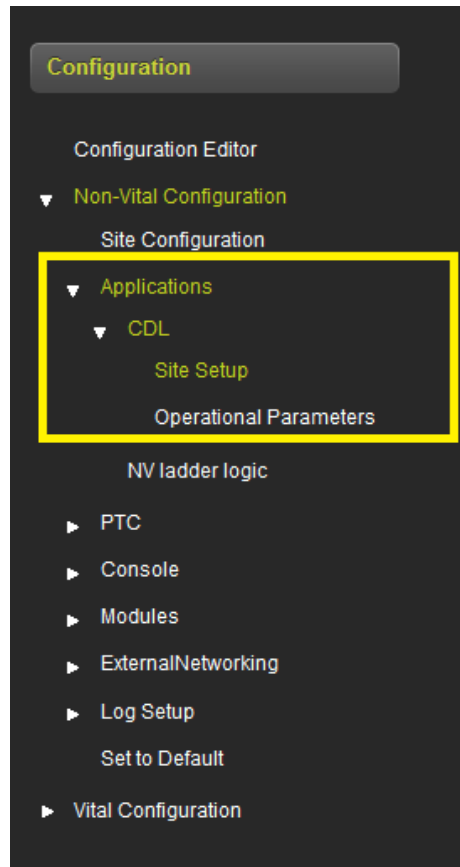 Configuration
Configuration Editor
Non-Vital Configuration
Site Configuration
Applications
CDL
Site Setup
Operational Parameters
NV ladder logic
PTC
Console
Modules
ExternalNetworking
Log Setup
Set to Default
Vital Configuration